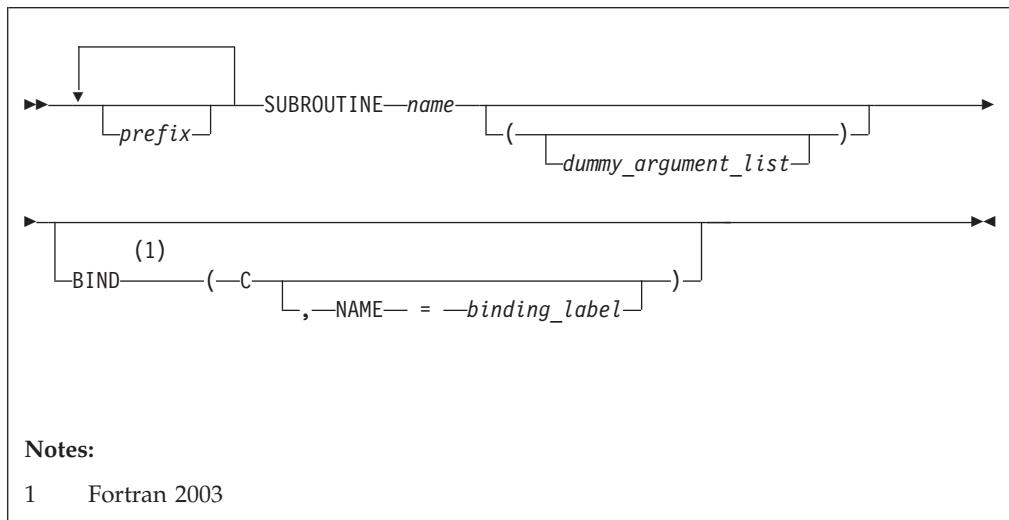 SUBROUTINE name
prefix ( )
dummy_argument_list
(1)
BIND ( C )
, NAME = binding_label
Notes:
1 Fortran 2003